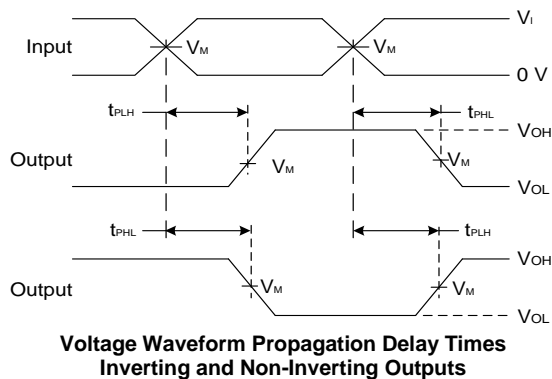 VI
Input VM VM
0 V
tPLH tPHL
VOH
Output VM VM
VOL
tPHL tPLH
VOH
Output VM VM
VOL
Voltage Waveform Propagation Delay Times
Inverting and Non-Inverting Outputs